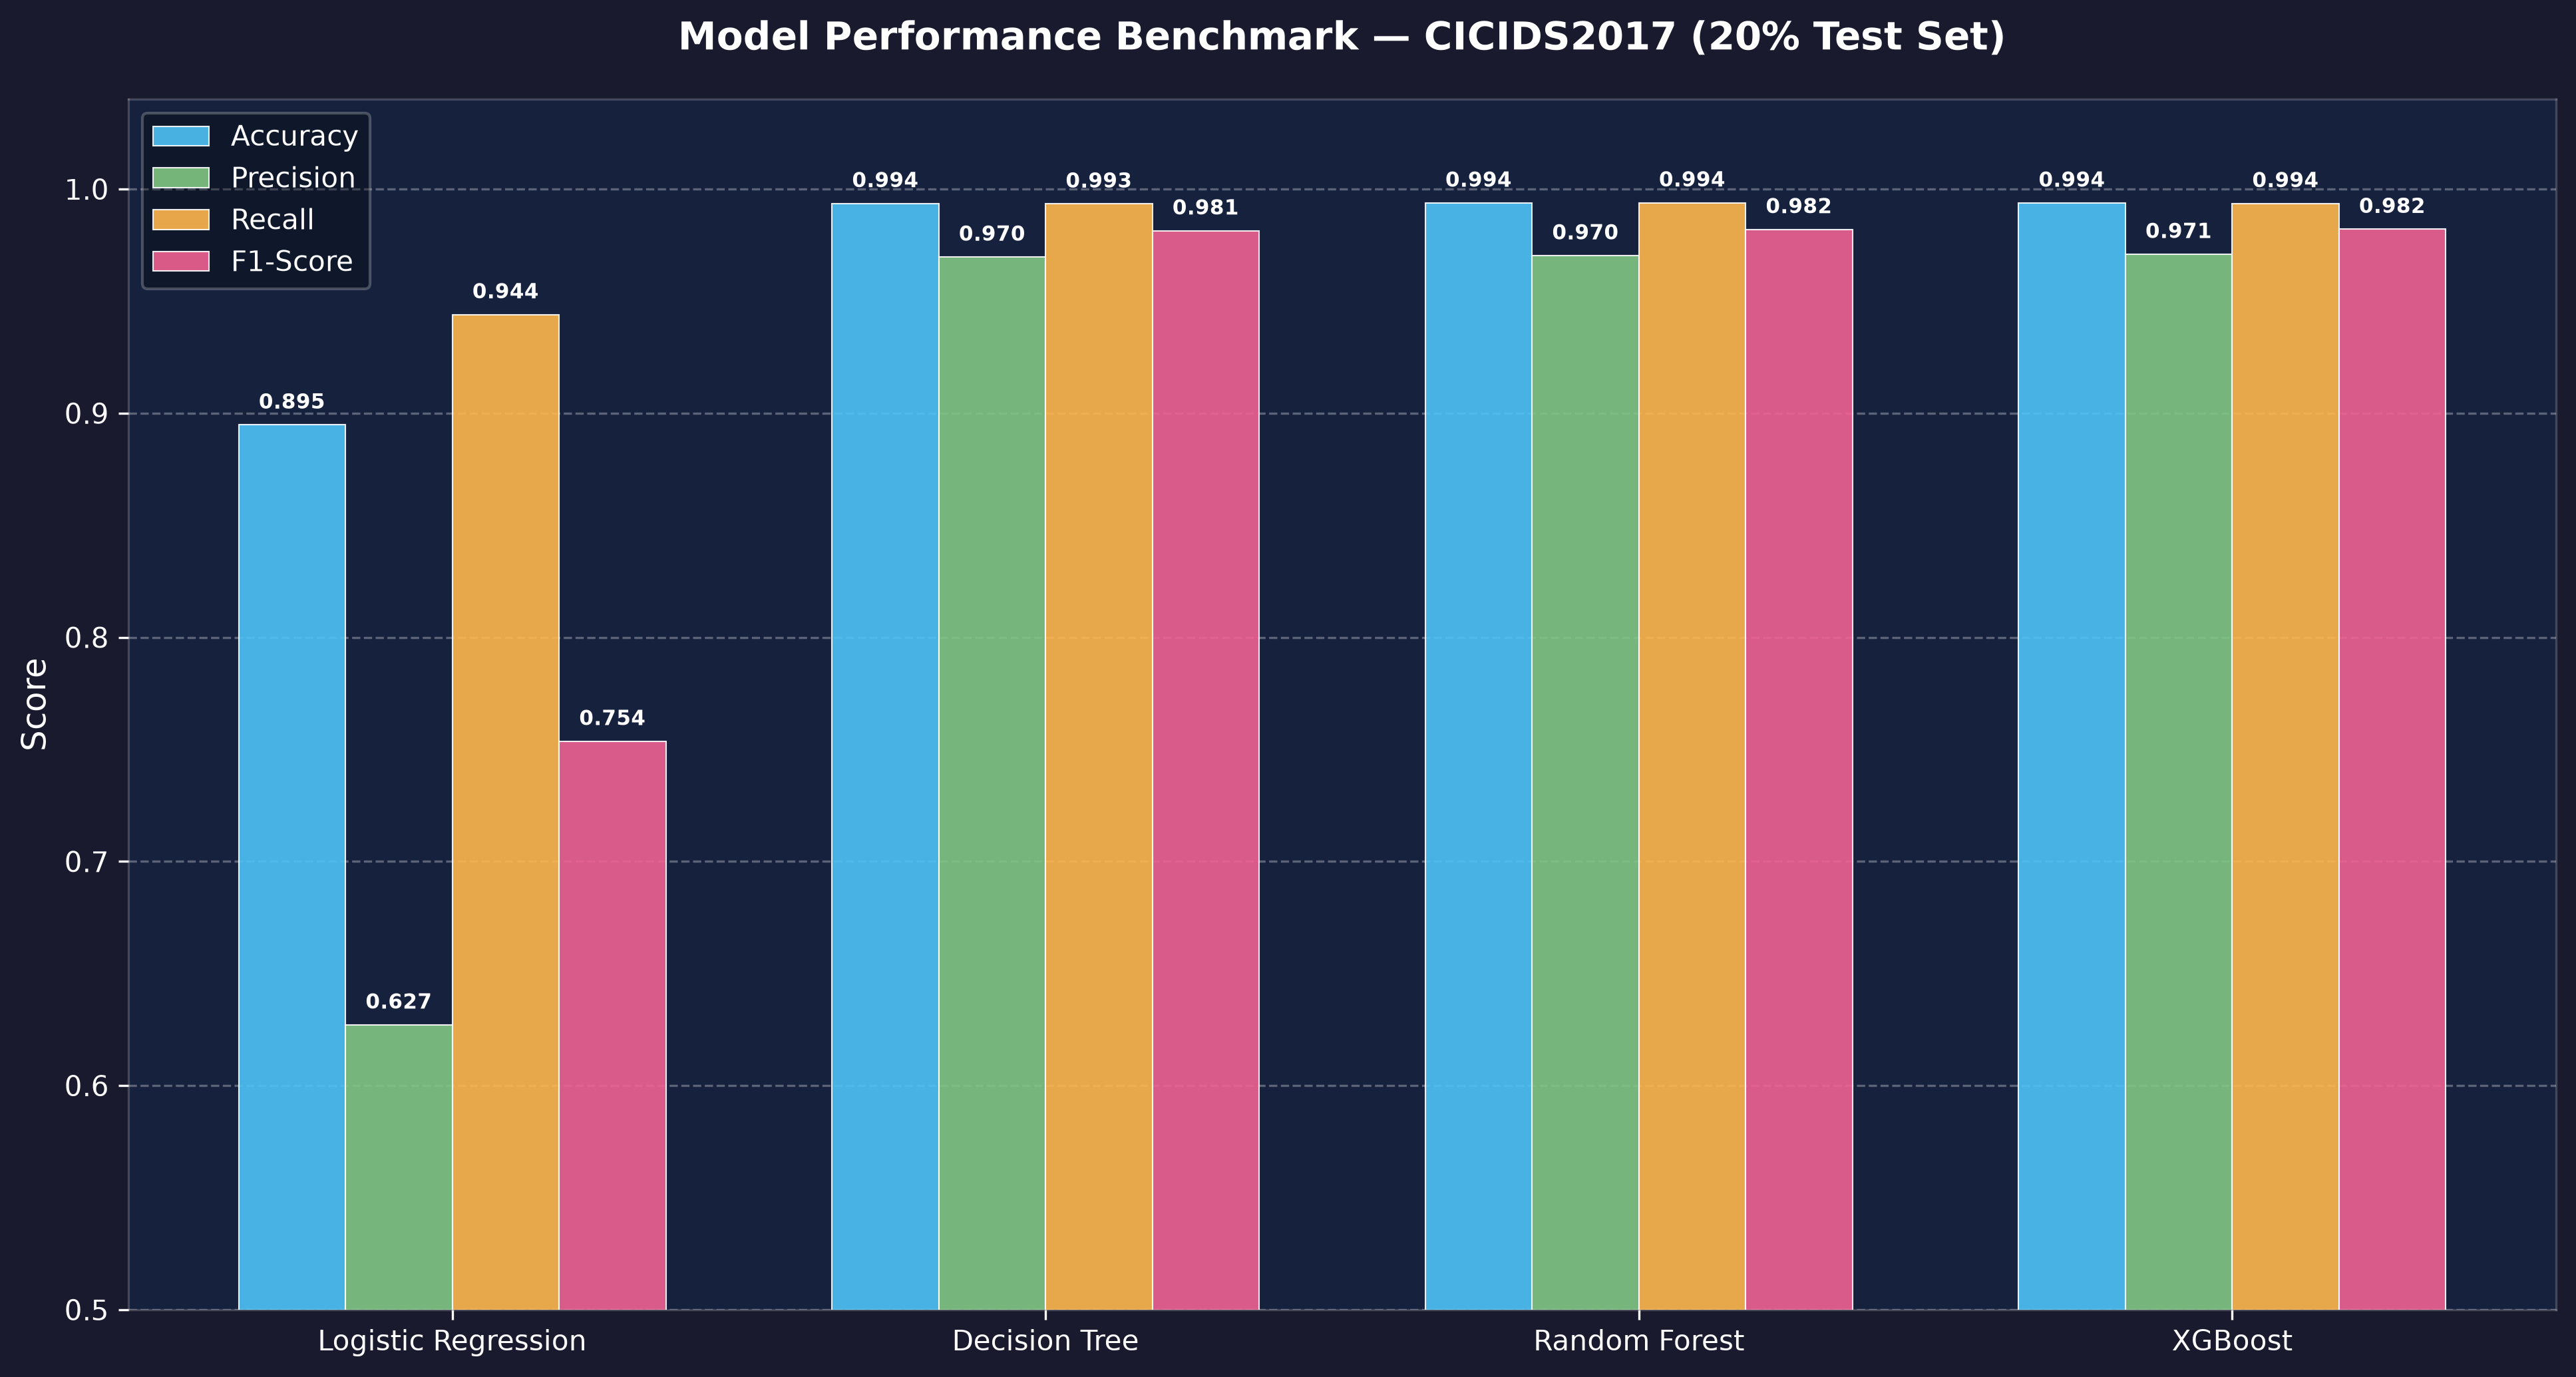 Model Performance Benchmark — CICIDS2017 (20% Test Set)
Accuracy
Precision
Recall
F1-Score
Score
1.0
0.9
0.8
0.7
0.6
0.5
0.895
0.627
0.944
0.754
0.994
0.970
0.993
0.981
0.994
0.970
0.994
0.982
0.994
0.971
0.994
0.982
Logistic Regression
Decision Tree
Random Forest
XGBoost